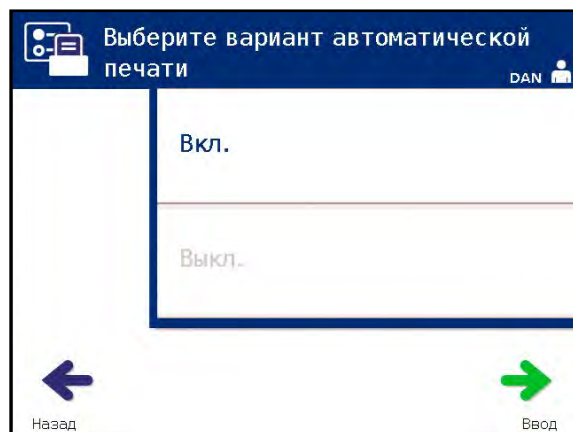 Выберите вариант автоматической
печати
DAN
Вкл.
Выкл.
Назад
Ввод